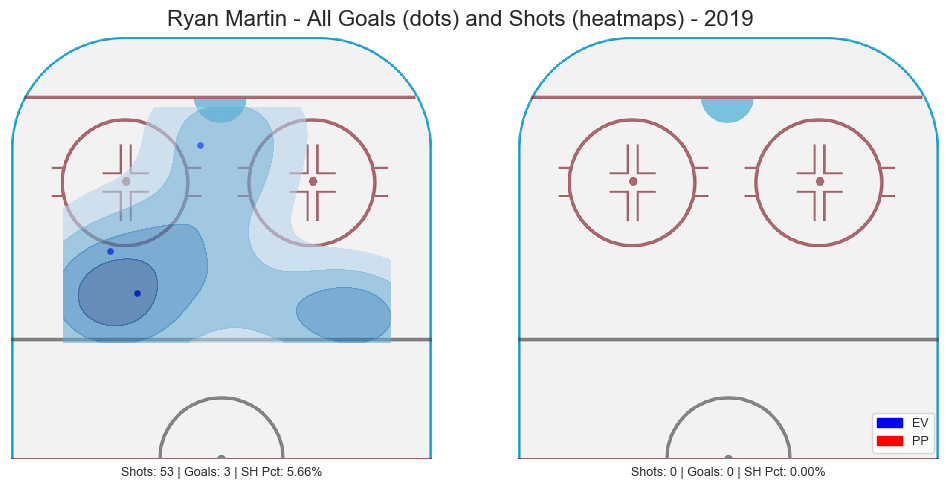 Ryan Martin - All Goals (dots) and Shots (heatmaps) - 2019
EV
PP
Shots: 53 | Goals: 3 | SH Pct: 5.66%
Shots: 0 | Goals: 0 | SH Pct: 0.00%